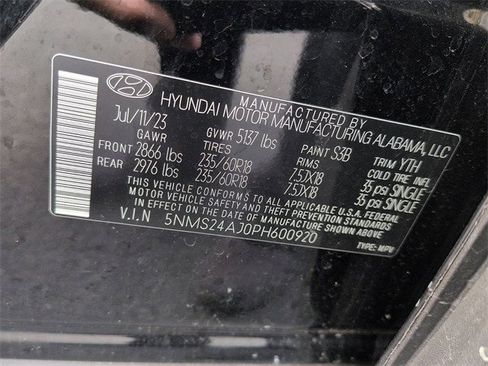 MANUFACTURED BY
HYUNDAI MOTOR MANUFACTURING ALABAMA, LLC
Jul/11/23 GVWR 5137 lbs PAINT S3B TRIM YTH
GAWR TIRES RIMS COLD TIRE INFL
FRONT 2866 lbs 235/60R18 7.5JX18 35 psi SINGLE
REAR 2976 lbs 235/60R18 7.5JX18 35 psi SINGLE
THIS VEHICLE CONFORMS TO ALL APPLICABLE U.S.A. FEDERAL
MOTOR VEHICLE SAFETY AND THEFT PREVENTION STANDARDS
IN EFFECT ON THE DATE OF MANUFACTURE SHOWN ABOVE.
V.I.N 5NMS24AJ0PH600920 TYPE: MPV